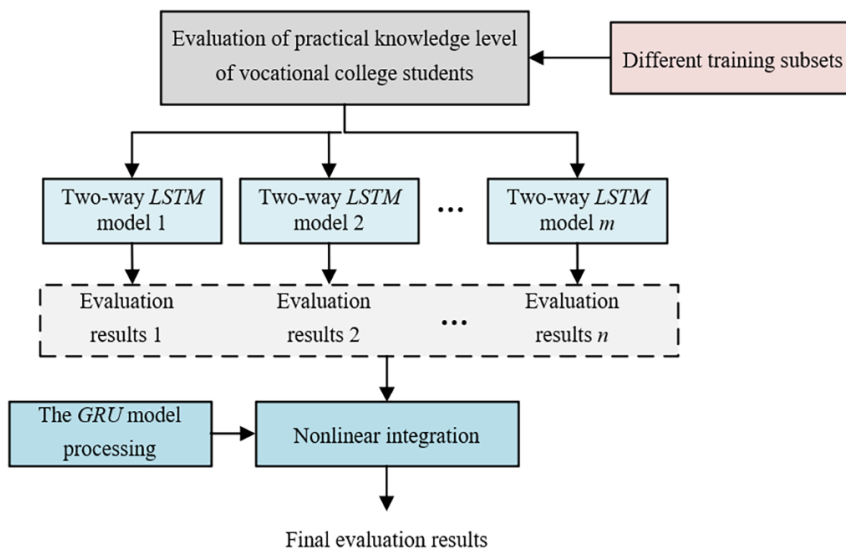 Evaluation of practical knowledge level
of vocational college students
Different training subsets
Two-way LSTM
model 1
Two-way LSTM
model 2
...
Two-way LSTM
model m
Evaluation
results 1
Evaluation
results 2
...
Evaluation
results n
The GRU model
processing
Nonlinear integration
Final evaluation results